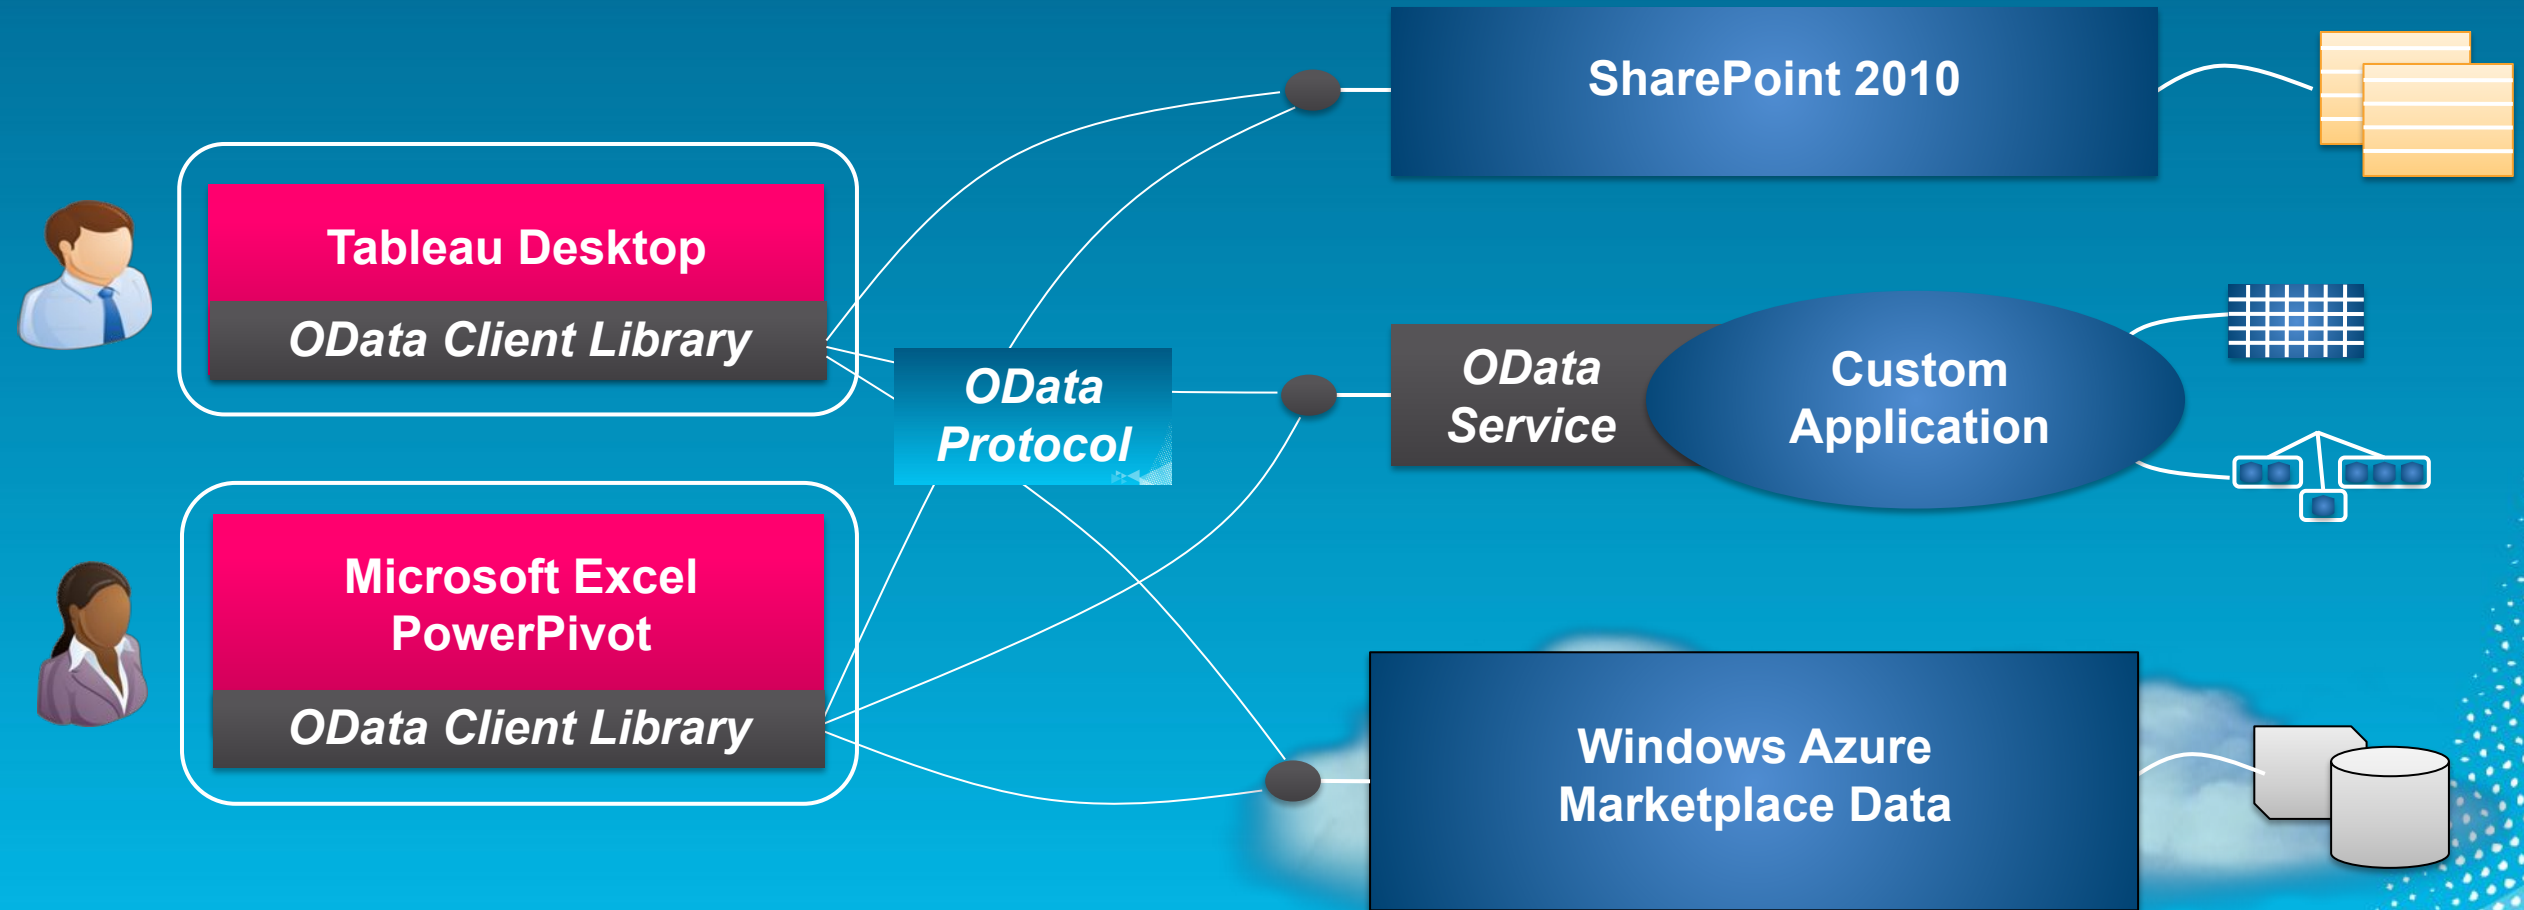 SharePoint 2010
Tableau Desktop
OData Client Library
OData
Protocol
OData
Service
Custom
Application
Microsoft Excel
PowerPivot
OData Client Library
Windows Azure
Marketplace Data